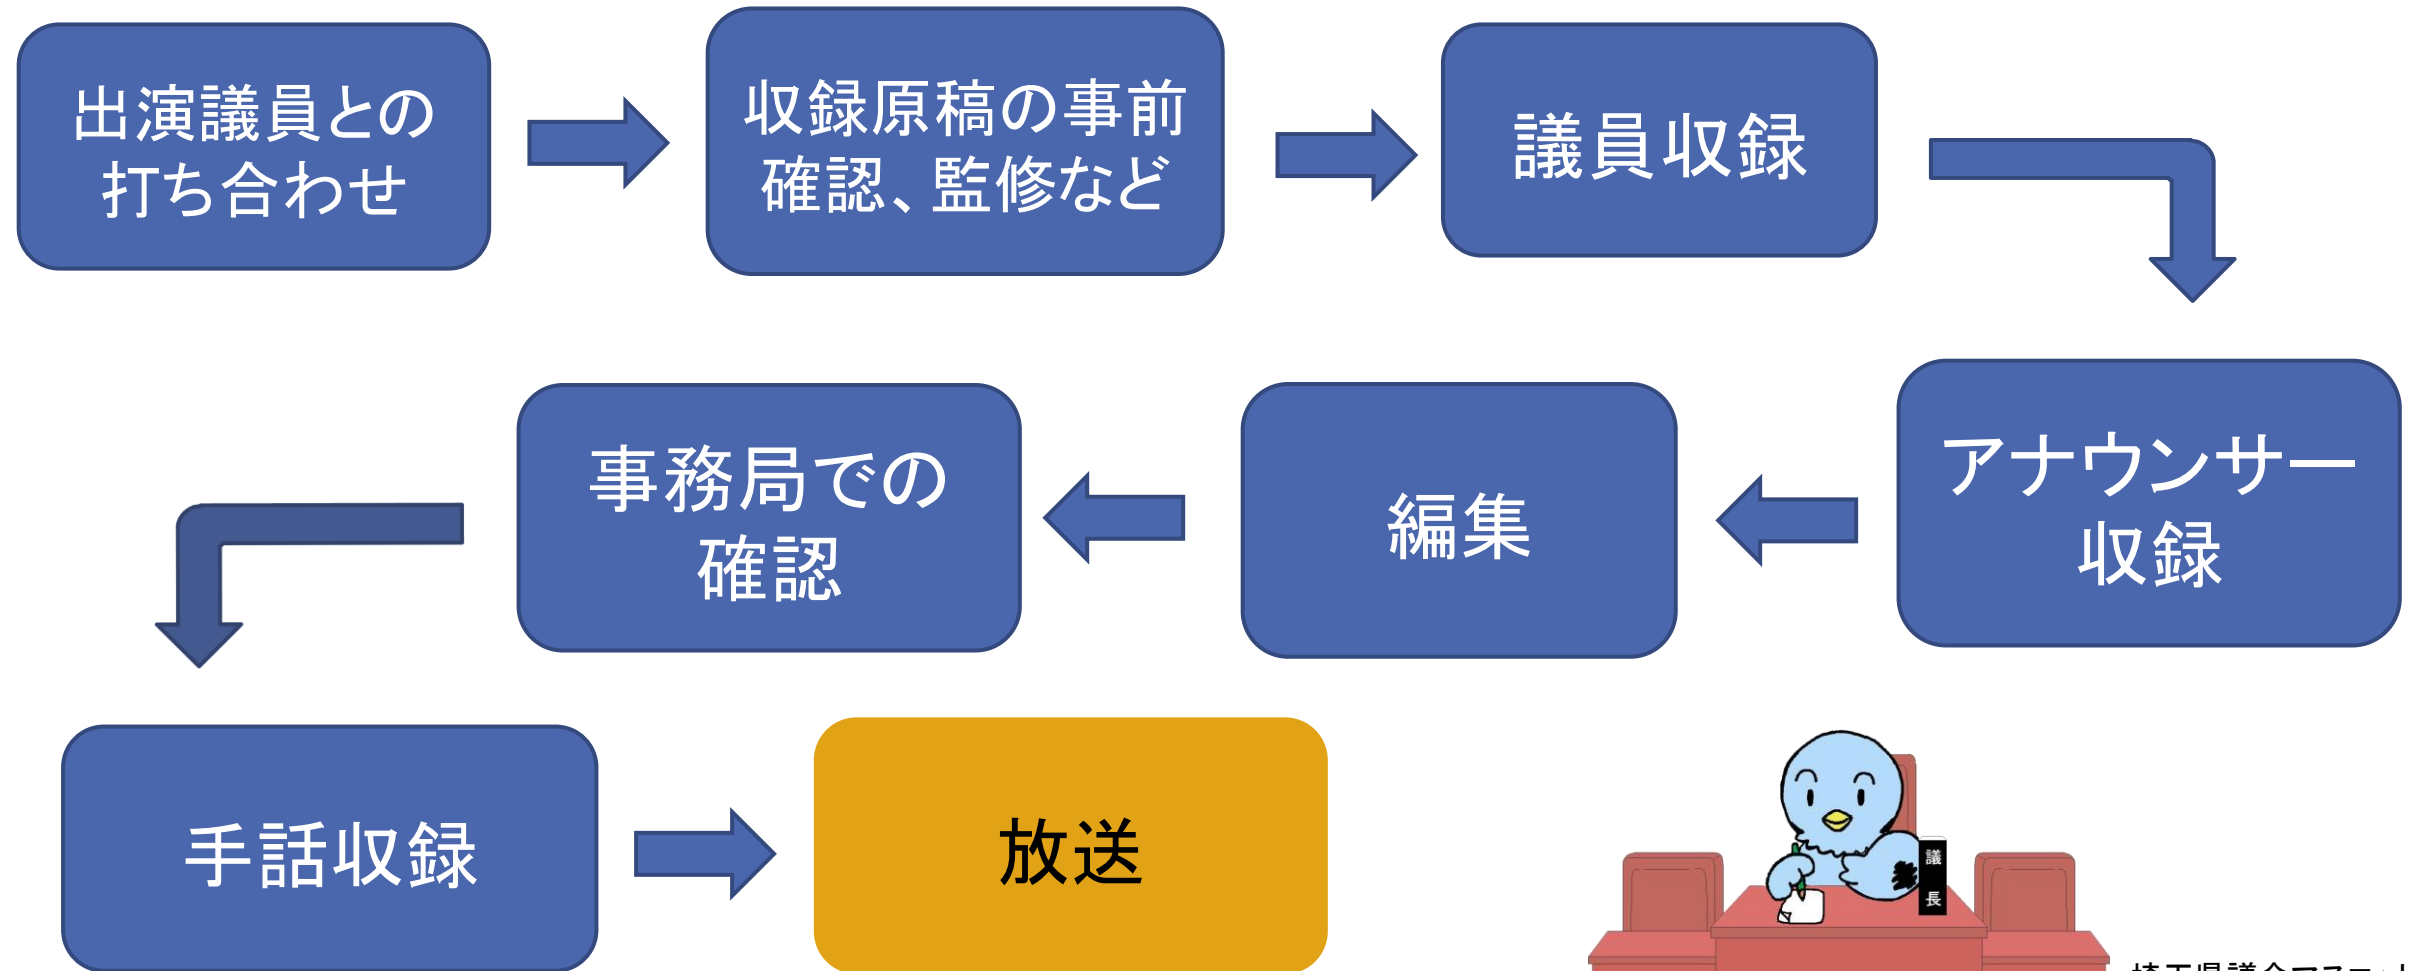 出演議員との
打ち合わせ
収録原稿の事前
確認、監修など
議員収録
アナウンサー
収録
編集
事務局での
確認
手話収録
放送
議長